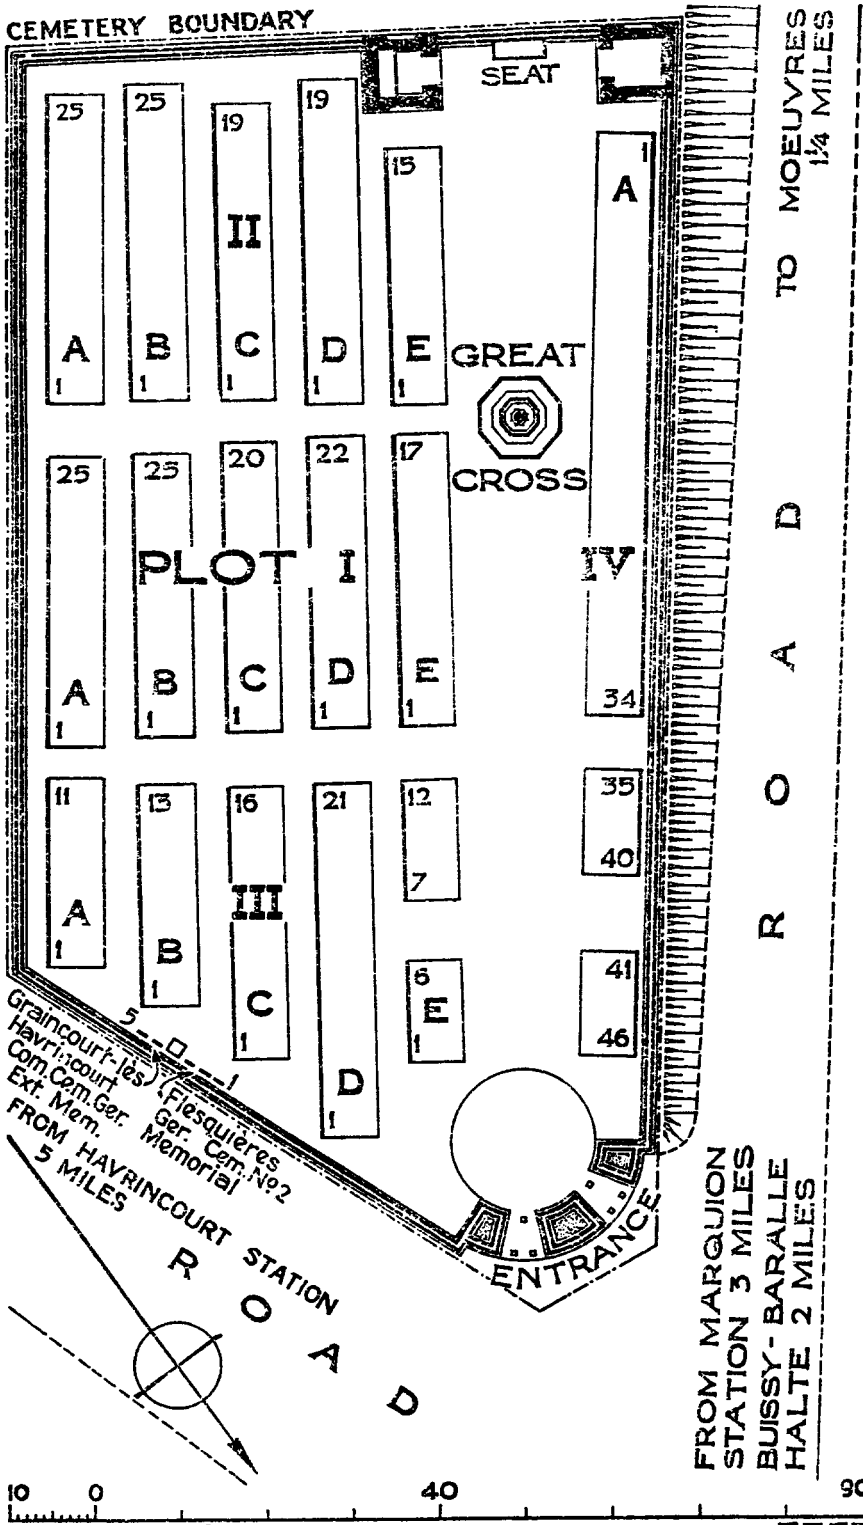 CEMETERY BOUNDARY
SEAT
TO MOEUVRES
1¼ MILES
25
25
19
19
15
1
A
II
A
B
C
D
E
1
1
1
1
1
GREAT
CROSS
25
25
20
22
17
PLOT I
IV
A
B
C
D
E
1
1
1
1
1
34
ROAD
11
13
16
21
12
7
35
40
III
A
1
B
1
C
1
D
1
6
E
1
41
46
5
1
Graincourt-lès
Havrincourt
Com.Cem.Ger.
Ext. Mem.
Flesquières
Ger. Cem. No2
Memorial
FROM HAVRINCOURT STATION
5 MILES
ROAD
ENTRANCE
FROM MARQUION
STATION 3 MILES
BUISSY-BARALLE
HALTE 2 MILES
10 0 40 90